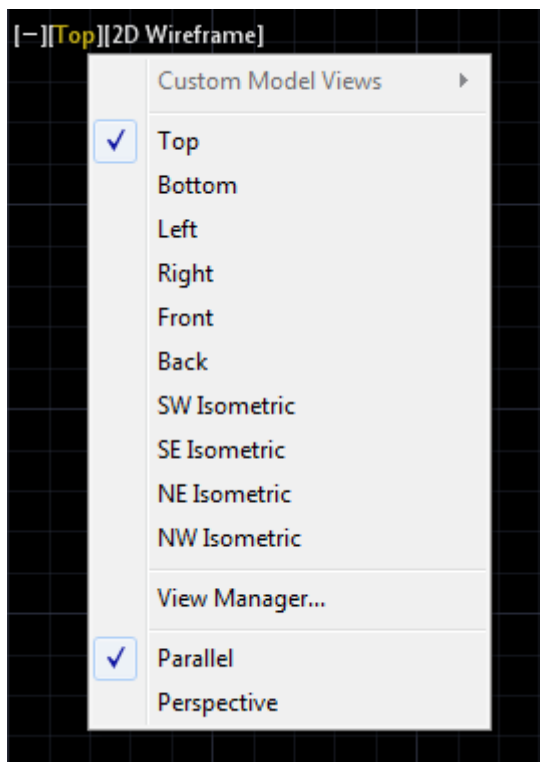 [−][Top][2D Wireframe]
Custom Model Views
Top
Bottom
Left
Right
Front
Back
SW Isometric
SE Isometric
NE Isometric
NW Isometric
View Manager...
Parallel
Perspective